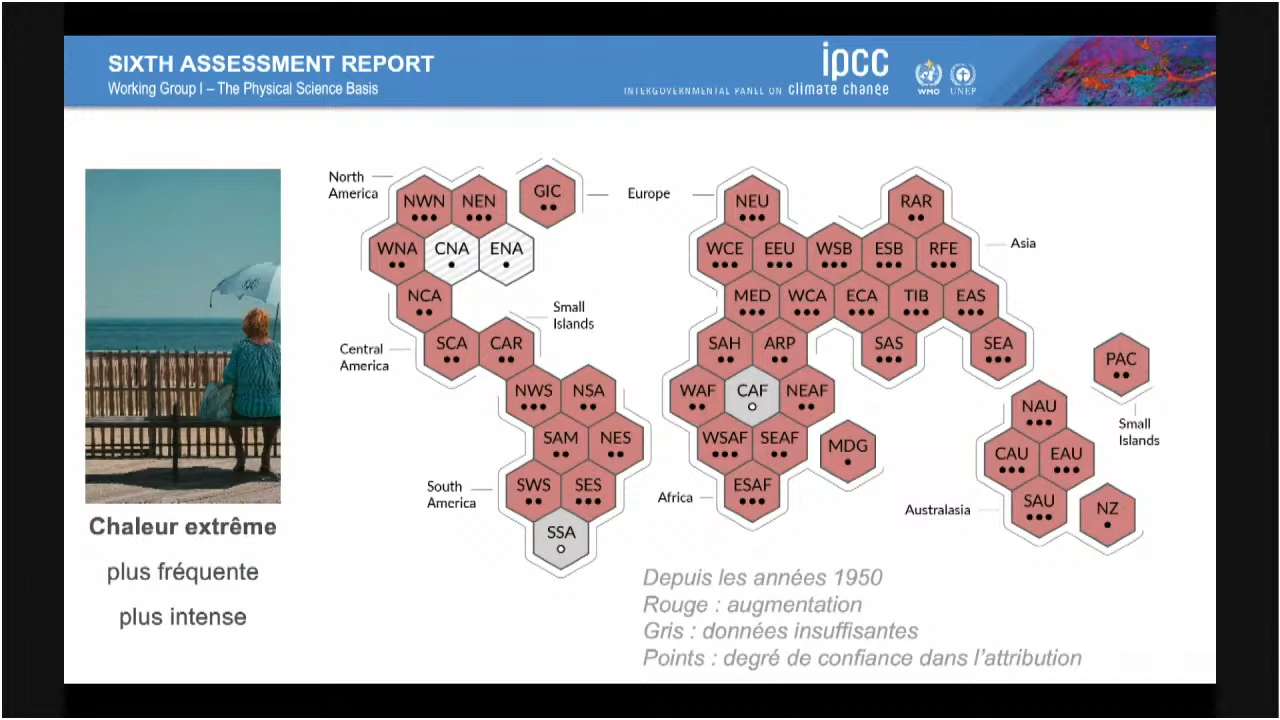 SIXTH ASSESSMENT REPORT
Working Group I – The Physical Science Basis
ipcc
INTERGOVERNMENTAL PANEL ON climate change
WMO
UNEP
North
America
NWN
NEN
GIC
Europe
NEU
RAR
WNA
CNA
ENA
WCE
EEU
WSB
ESB
RFE
Asia
NCA
MED
WCA
ECA
TIB
EAS
Small
Islands
Central
America
SCA
CAR
SAH
ARP
SAS
SEA
PAC
NWS
NSA
WAF
CAF
NEAF
NAU
Small
Islands
SAM
NES
WSAF
SEAF
MDG
CAU
EAU
South
America
SWS
SES
Africa
ESAF
Australasia
SAU
NZ
SSA
Chaleur extrême
plus fréquente
plus intense
Depuis les années 1950
Rouge : augmentation
Gris : données insuffisantes
Points : degré de confiance dans l'attribution